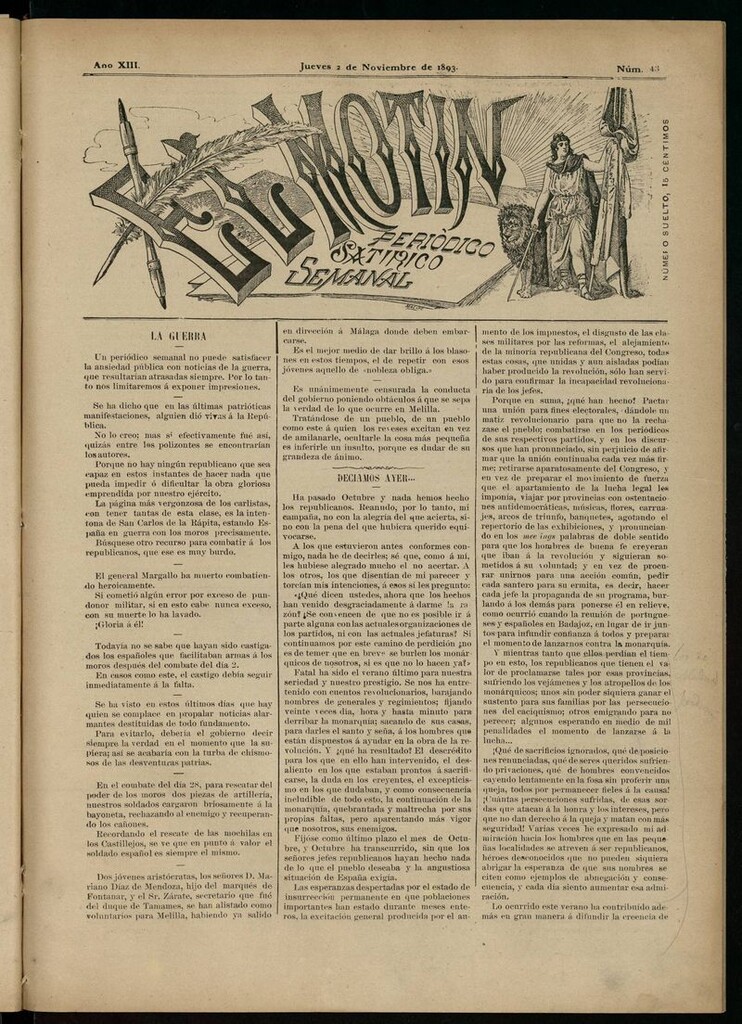 Ano XIII.
Jueves 2 de Noviembre de 1893.
Núm. 43
EL MOTIN
PERIÓDICO
SATIRICO
SEMANAL
NÚMERO SUELTO, 15 CENTIMOS
LA GUERRA
Un periódico semanal no puede satisfacer
la ansiedad pública con noticias de la guerra,
que resultarían atrasadas siempre. Por lo tan-
to nos limitaremos á exponer impresiones.
Se ha dicho que en las últimas patrióticas
manifestaciones, alguien dió vivas á la Repú-
blica.
No lo creo; mas si efectivamente fué así,
quizás entre los polizontes se encontrarían
los autores.
Porque no hay ningún republicano que sea
capaz en estos instantes de hacer nada que
pueda impedir ó dificultar la obra gloriosa
emprendida por nuestro ejército.
La página más vergonzosa de los carlistas,
con tener tantas de esta clase, es la inten-
tona de San Carlos de la Rápita, estando Es-
paña en guerra con los moros precisamente.
Búsquese otro recurso para combatir á los
republicanos, que ese es muy burdo.
El general Margallo ha muerto combatien-
do heróicamente.
Si cometió algún error por exceso de pun-
donor militar, si en esto cabe nunca exceso,
con su muerte lo ha lavado.
¡Gloria á él!
Todavía no se sabe que hayan sido castiga-
dos los españoles que facilitaban armas á los
moros después del combate del día 2.
En casos como este, el castigo debía seguir
inmediatamente á la falta.
Se ha visto en estos últimos días que hay
quien se complace en propalar noticias alar-
mantes destituidas de todo fundamento.
Para evitarlo, debería el gobierno decir
siempre la verdad en el momento que la su-
piera; así se acabaría con la turba de chismo-
sos de las desventuras patrias.
En el combate del día 28, para rescatar del
poder de los moros dos piezas de artillería,
nuestros soldados cargaron briosamente á la
bayoneta, rechazando al enemigo y recuperan-
do los cañones.
Recordando el rescate de las mochilas en
los Castillejos, se ve que en punto á valor el
soldado español es siempre el mismo.
Dos jóvenes aristócratas, los señores D. Ma-
riano Díaz de Mendoza, hijo del marqués de
Fontanar, y el Sr. Zárate, secretario que fué
del duque de Tamames, se han alistado como
voluntarios para Melilla, habiendo ya salido
en dirección á Málaga donde deben embar-
carse.
Es el mejor medio de dar brillo á los blaso-
nes en estos tiempos, el de repetir con esos
jóvenes aquello de «nobleza obliga.»
Es unánimemente censurada la conducta
del gobierno poniendo obstáculos á que se sepa
la verdad de lo que ocurre en Melilla.
Tratándose de un pueblo, de un pueblo
como este á quien los reveses excitan en vez
de amilanarle, ocultarle la cosa más pequeña
es inferirle un insulto, porque es dudar de su
grandeza de ánimo.
DECIAMOS AYER...
Ha pasado Octubre y nada hemos hecho
los republicanos. Reanudo, por lo tanto, mi
campaña, no con la alegría del que acierta, si-
no con la pena del que hubiera querido equi-
vocarse.
A los que estuvieron antes conformes con-
migo, nada he de decirles; sé que, como á mí,
les hubiese alegrado mucho el no acertar. A
los otros, los que disentían de mi parecer y
torcían mis intenciones, á esos sí les pregunto:
«¿Qué dicen ustedes, ahora que los hechos
han venido desgraciadamente á darme la ra-
zón? ¿Se convencen de que no es posible ir á
parte alguna con las actuales organizaciones de
los partidos, ni con las actuales jefaturas? Si
continuamos por este camino de perdición ¿no
es de temer que en breve se burlen los monár-
quicos de nosotros, si es que no lo hacen ya?»
Fatal ha sido el verano último para nuestra
seriedad y nuestro prestigio. Se nos ha entre-
tenido con cuentos revolucionarios, barajando
nombres de generales y regimientos; fijando
veinte veces día, hora y hasta minuto para
derribar la monarquía; sacando de sus casas,
para darles el santo y seña, á los hombres que
están dispuestos á ayudar en la obra de la re-
volución. Y ¿qué ha resultado? El descrédito
para los que en ello han intervenido, el des-
aliento en los que estaban prontos á sacrifi-
carse, la duda en los creyentes, el excepticis-
mo en los que dudaban, y como consecuencia
ineludible de todo esto, la continuación de la
monarquía, quebrantada y maltrecha por sus
propias faltas, pero aparentando más vigor
que nosotros, sus enemigos.
Fijóse como último plazo el mes de Octu-
bre, y Octubre ha transcurrido, sin que los
señores jefes republicanos hayan hecho nada
de lo que el pueblo deseaba y la angustiosa
situación de España exigía.
Las esperanzas despertadas por el estado de
insurrección permanente en que poblaciones
importantes han estado durante meses ente-
ros, la excitación general producida por el au-
mento de los impuestos, el disgusto de las cla-
ses militares por las reformas, el alejamiento
de la minoría republicana del Congreso, todas
estas cosas, que unidas y aun aisladas podían
haber producido la revolución, sólo han servi-
do para confirmar la incapacidad revoluciona-
ria de los jefes.
Porque en suma, ¿qué han hecho? Pactar
una unión para fines electorales, dándole un
matiz revolucionario para que no la recha-
zase el pueblo; combatirse en los periódicos
de sus respectivos partidos, y en los discur-
sos que han pronunciado, sin perjuicio de afir-
mar que la unión continuaba cada vez más fir-
me; retirarse aparatosamente del Congreso, y
en vez de preparar el movimiento de fuerza
que el apartamiento de la lucha legal les
imponía, viajar por provincias con ostentacio-
nes antidemocráticas, músicas, flores, carrua-
jes, arcos de triunfo, banquetes, agotando el
repertorio de las exhibiciones, y pronuncian-
do en los meetings palabras de doble sentido
para que los hombres de buena fe creyeran
que iban á la revolución y siguieran so-
metidos á su voluntad; y en vez de procu-
rar unirnos para una acción común, pedir
cada santero para su ermita, es decir, hacer
cada jefe la propaganda de su programa, bur-
lando á los demás para ponerse él en relieve,
como ocurrió cuando la reunión de portugue-
ses y españoles en Badajoz, en lugar de ir jun-
tos para infundir confianza á todos y preparar
el momento de lanzarnos contra la monarquía.
Y mientras tanto que ellos perdían el tiem-
po en esto, los republicanos que tienen el va-
lor de proclamarse tales por esas provincias,
sufriendo los vejámenes y los atropellos de los
monárquicos; unos sin poder siquiera ganar el
sustento para sus familias por las persecucio-
nes del caciquismo; otros emigrando para no
perecer; algunos esperando en medio de mil
penalidades el momento de lanzarse á la
lucha...
¡Qué de sacrificios ignorados, qué de posicio-
nes renunciadas, qué de seres queridos sufrien-
do privaciones, qué de hombres convencidos
cayendo lentamente en la fosa sin proferir una
queja, todos por permanecer fieles á la causa!
¡Cuántas persecuciones sufridas, de esas sor-
das que atacan á la honra y los intereses, pero
que no dan derecho á la queja y matan con más
seguridad! Varias veces he expresado mi ad-
miración hacia los hombres que en las peque-
ñas localidades se atreven á ser republicanos,
héroes desconocidos que no pueden siquiera
abrigar la esperanza de que sus nombres se
citen como ejemplos de abnegación y conse-
cuencia, y cada día siento aumentar esa admi-
ración.
Lo ocurrido este verano ha contribuido ade-
más en gran manera á difundir la creencia de